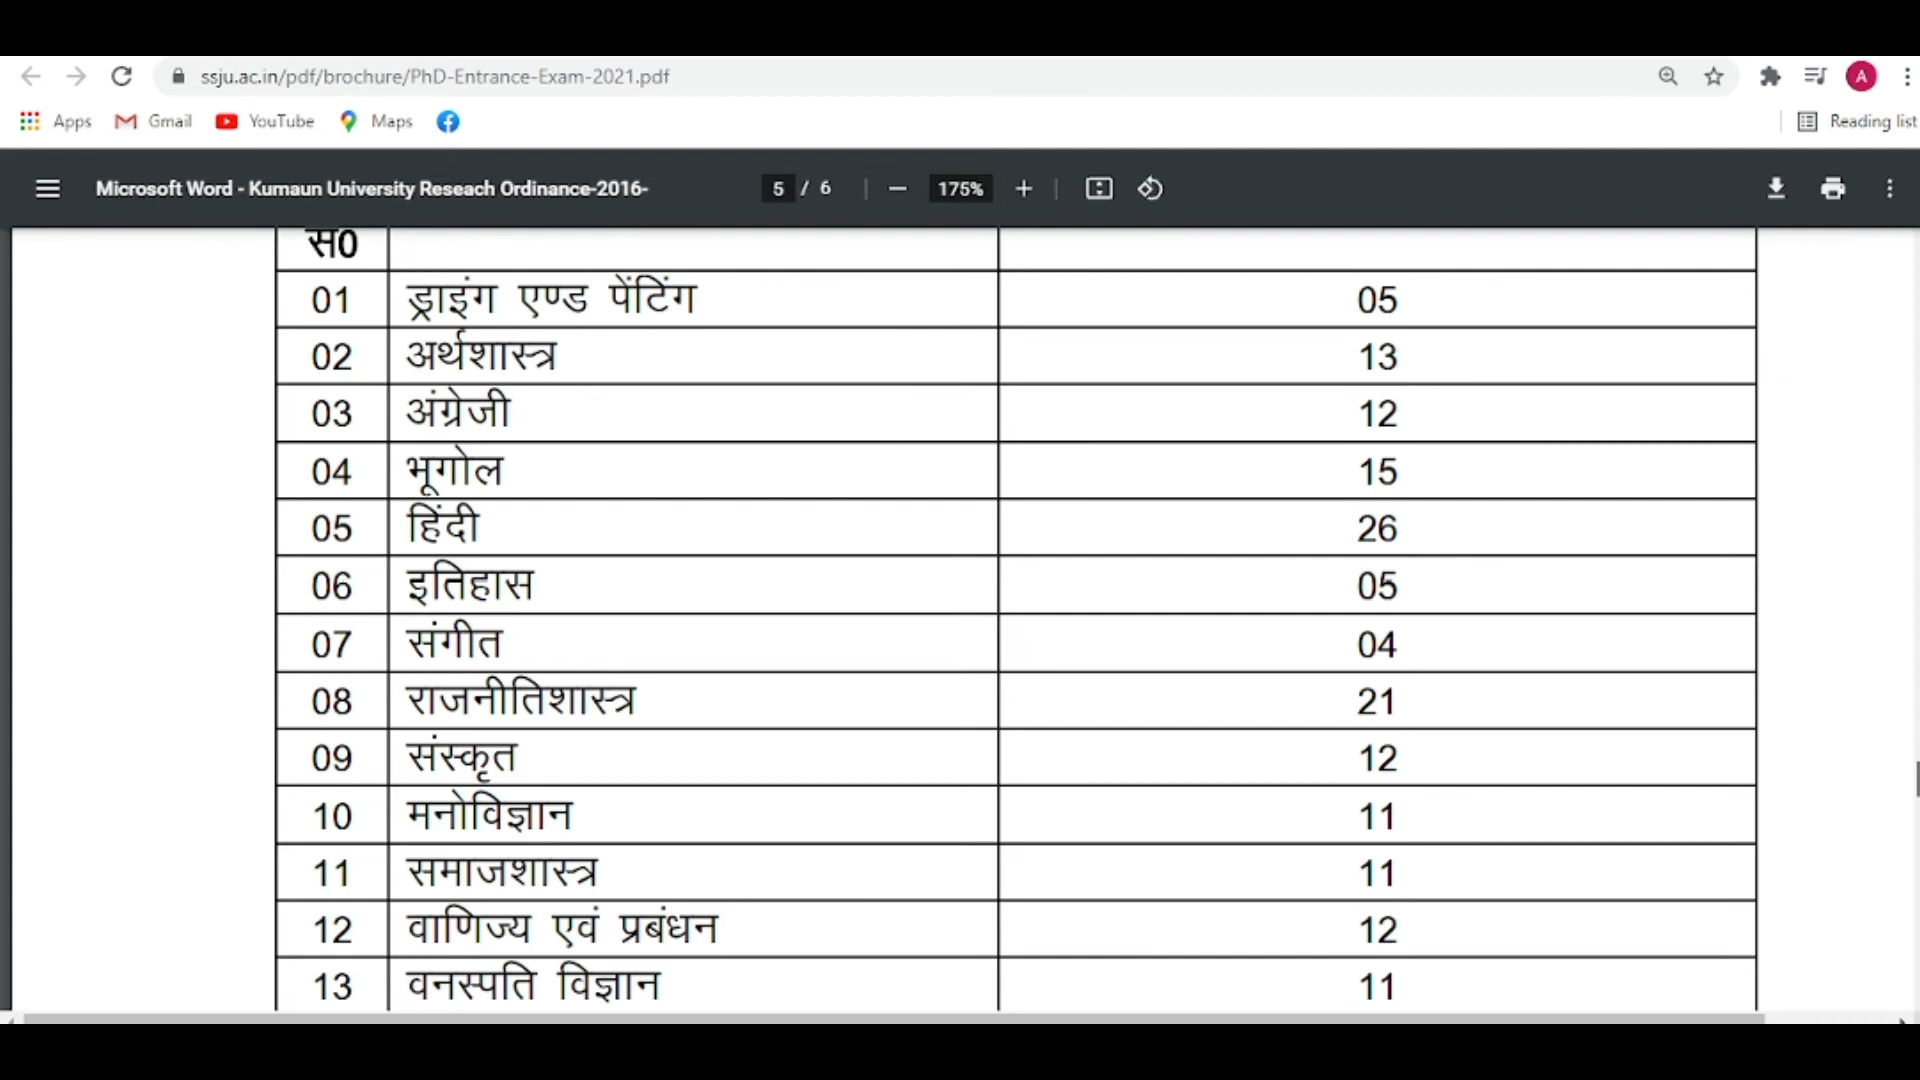 ssju.ac.in/pdf/brochure/PhD-Entrance-Exam-2021.pdf A
Apps Gmail YouTube Maps Reading list
Microsoft Word - Kumaun University Reseach Ordinance-2016- 5 / 6 175%
स0
01 ड्राइंग एण्ड पेंटिंग 05
02 अर्थशास्त्र 13
03 अंग्रेजी 12
04 भूगोल 15
05 हिंदी 26
06 इतिहास 05
07 संगीत 04
08 राजनीतिशास्त्र 21
09 संस्कृत 12
10 मनोविज्ञान 11
11 समाजशास्त्र 11
12 वाणिज्य एवं प्रबंधन 12
13 वनस्पति विज्ञान 11